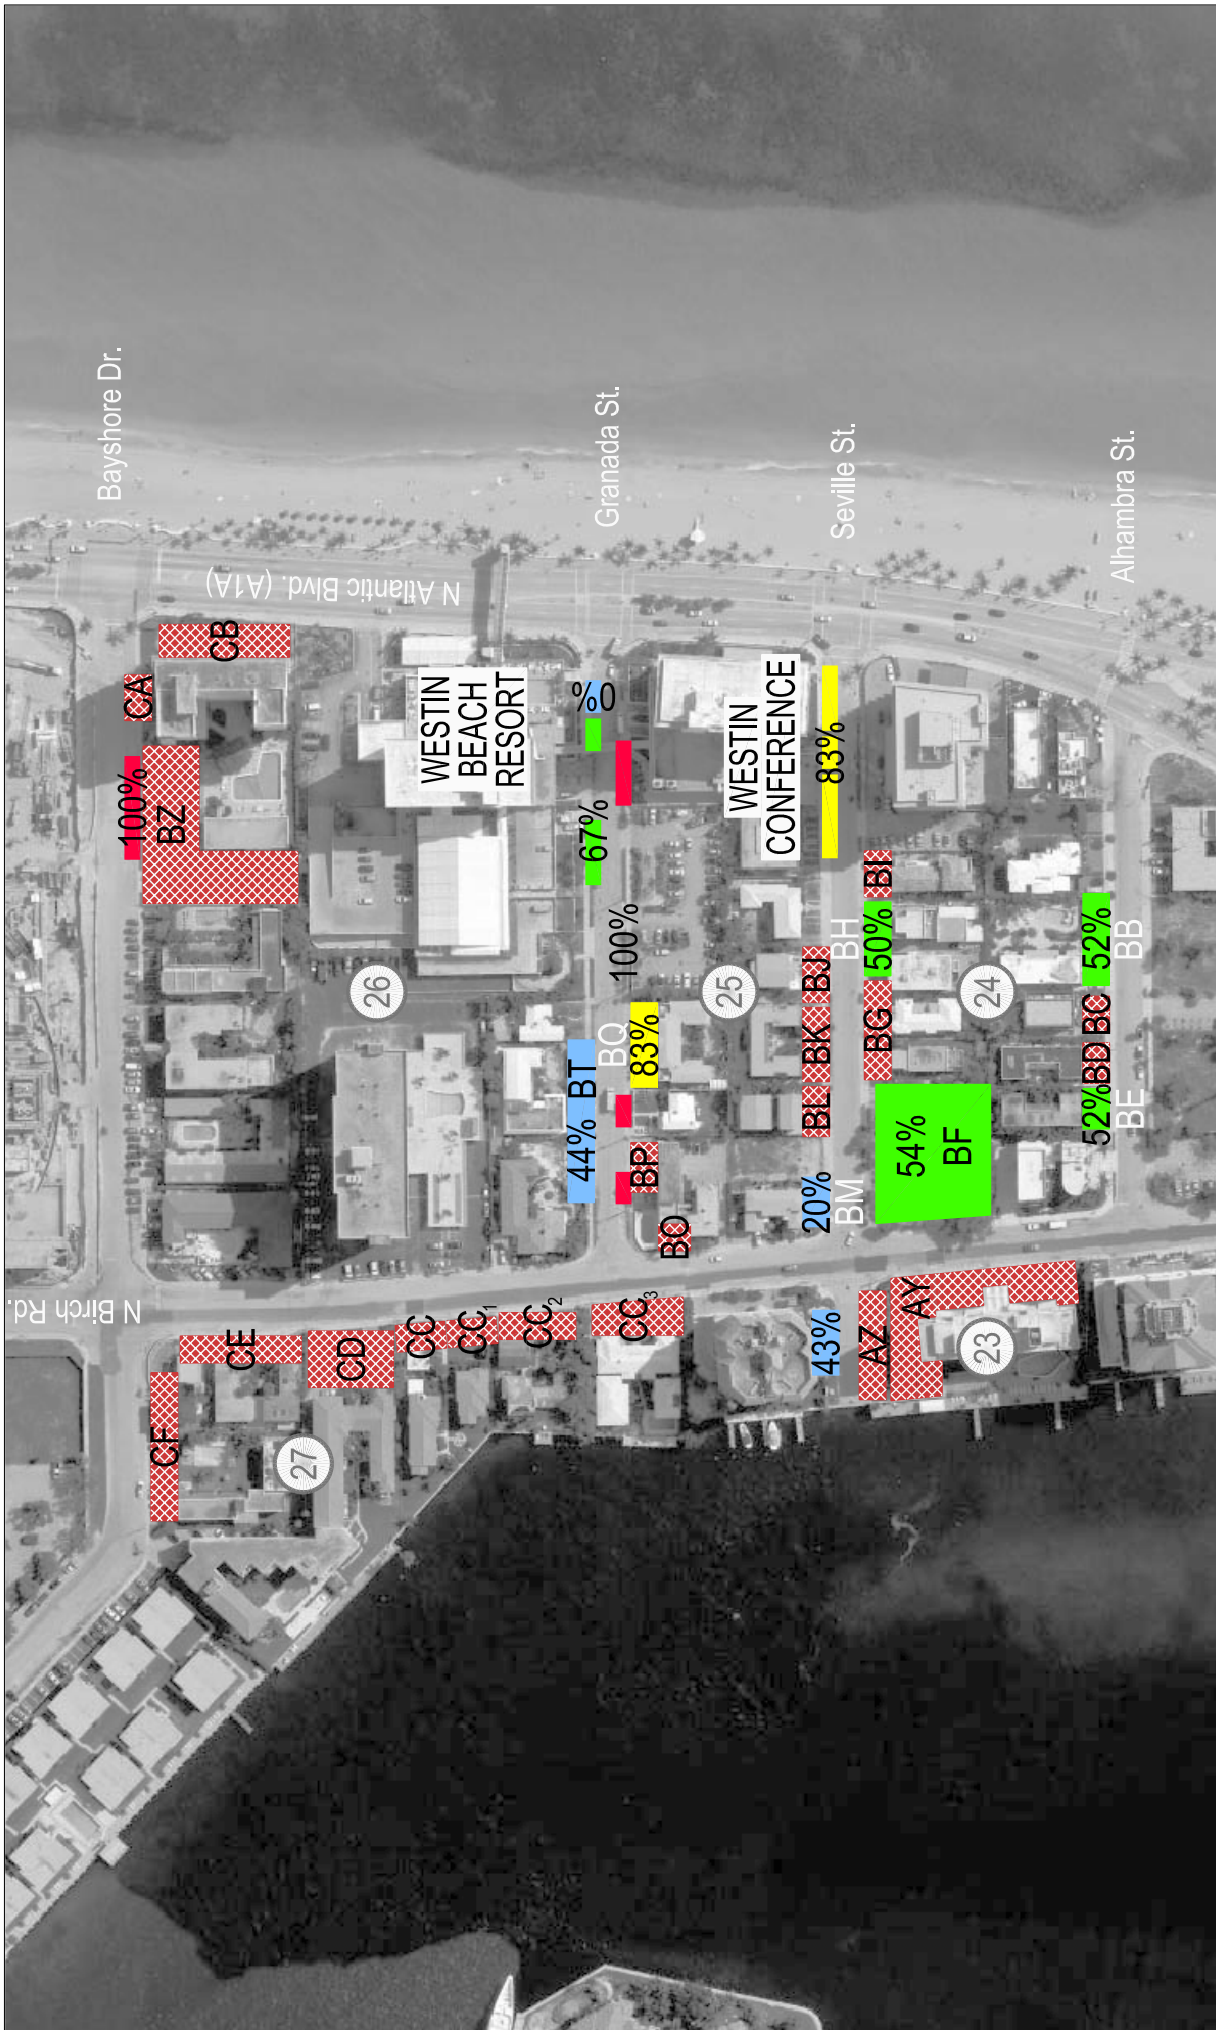 Bayshore Dr.
Granada St.
Seville St.
Alhambra St.
N Atlantic Blvd. (A1A)
N Birch Rd.
CA
CB
100%
BZ
WESTIN
BEACH
RESORT
%0
67%
100%
WESTIN
CONFERENCE
83%
26
25
24
BI
BH
50%
BJ
BG
BK
BL
52%
BB
BC
BD
52%
BE
BQ
83%
44% BT
BP
BO
20%
BM
54%
BF
CE
CD
CC
CC1
CC2
CC3
43%
AZ
AY
23
CF
27